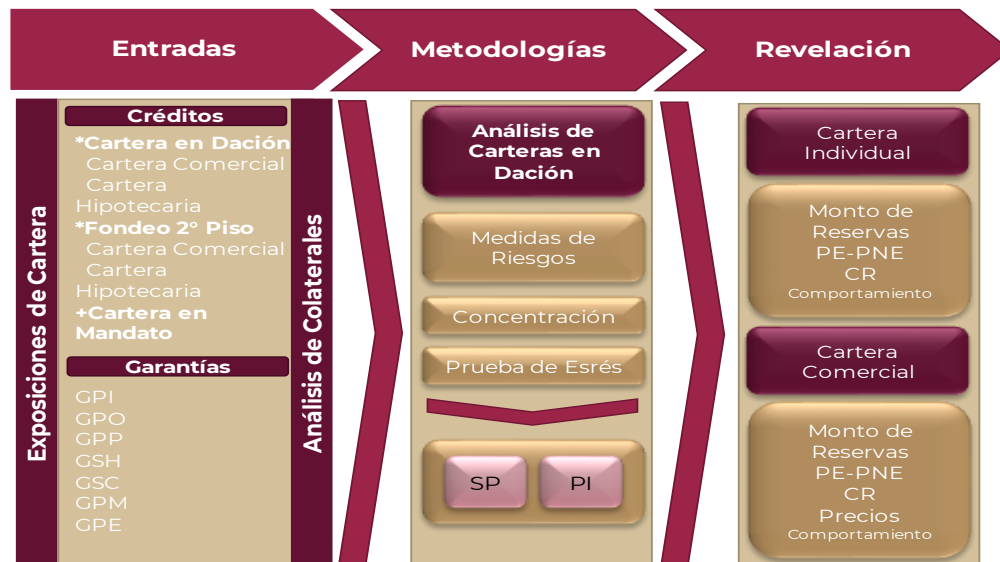 Entradas
Metodologías
Revelación
Exposiciones de Cartera
Créditos
*Cartera en Dación
Cartera Comercial
Cartera
Hipotecaria
*Fondeo 2° Piso
Cartera Comercial
Cartera
Hipotecaria
+Cartera en
Mandato
Garantías
GPI
GPO
GPP
GSH
GSC
GPM
GPE
Análisis de Colaterales
Análisis de
Carteras en
Dación
Medidas de
Riesgos
Concentración
Prueba de Esrés
SP
PI
Cartera
Individual
Monto de
Reservas
PE-PNE
CR
Comportamiento
Cartera
Comercial
Monto de
Reservas
PE-PNE
CR
Precios
Comportamiento